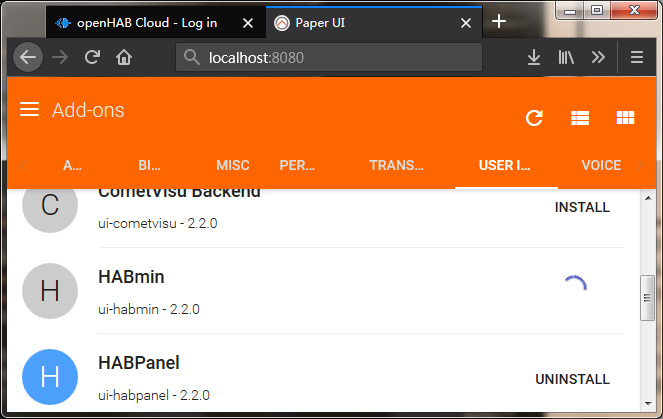 openHAB Cloud - Log in
Paper UI
localhost:8080
Add-ons
A...
BI...
MISC
PER...
TRANS...
USER I...
VOICE
C
CometVisu Backend
ui-cometvisu - 2.2.0
INSTALL
H
HABmin
ui-habmin - 2.2.0
H
HABPanel
ui-habpanel - 2.2.0
UNINSTALL